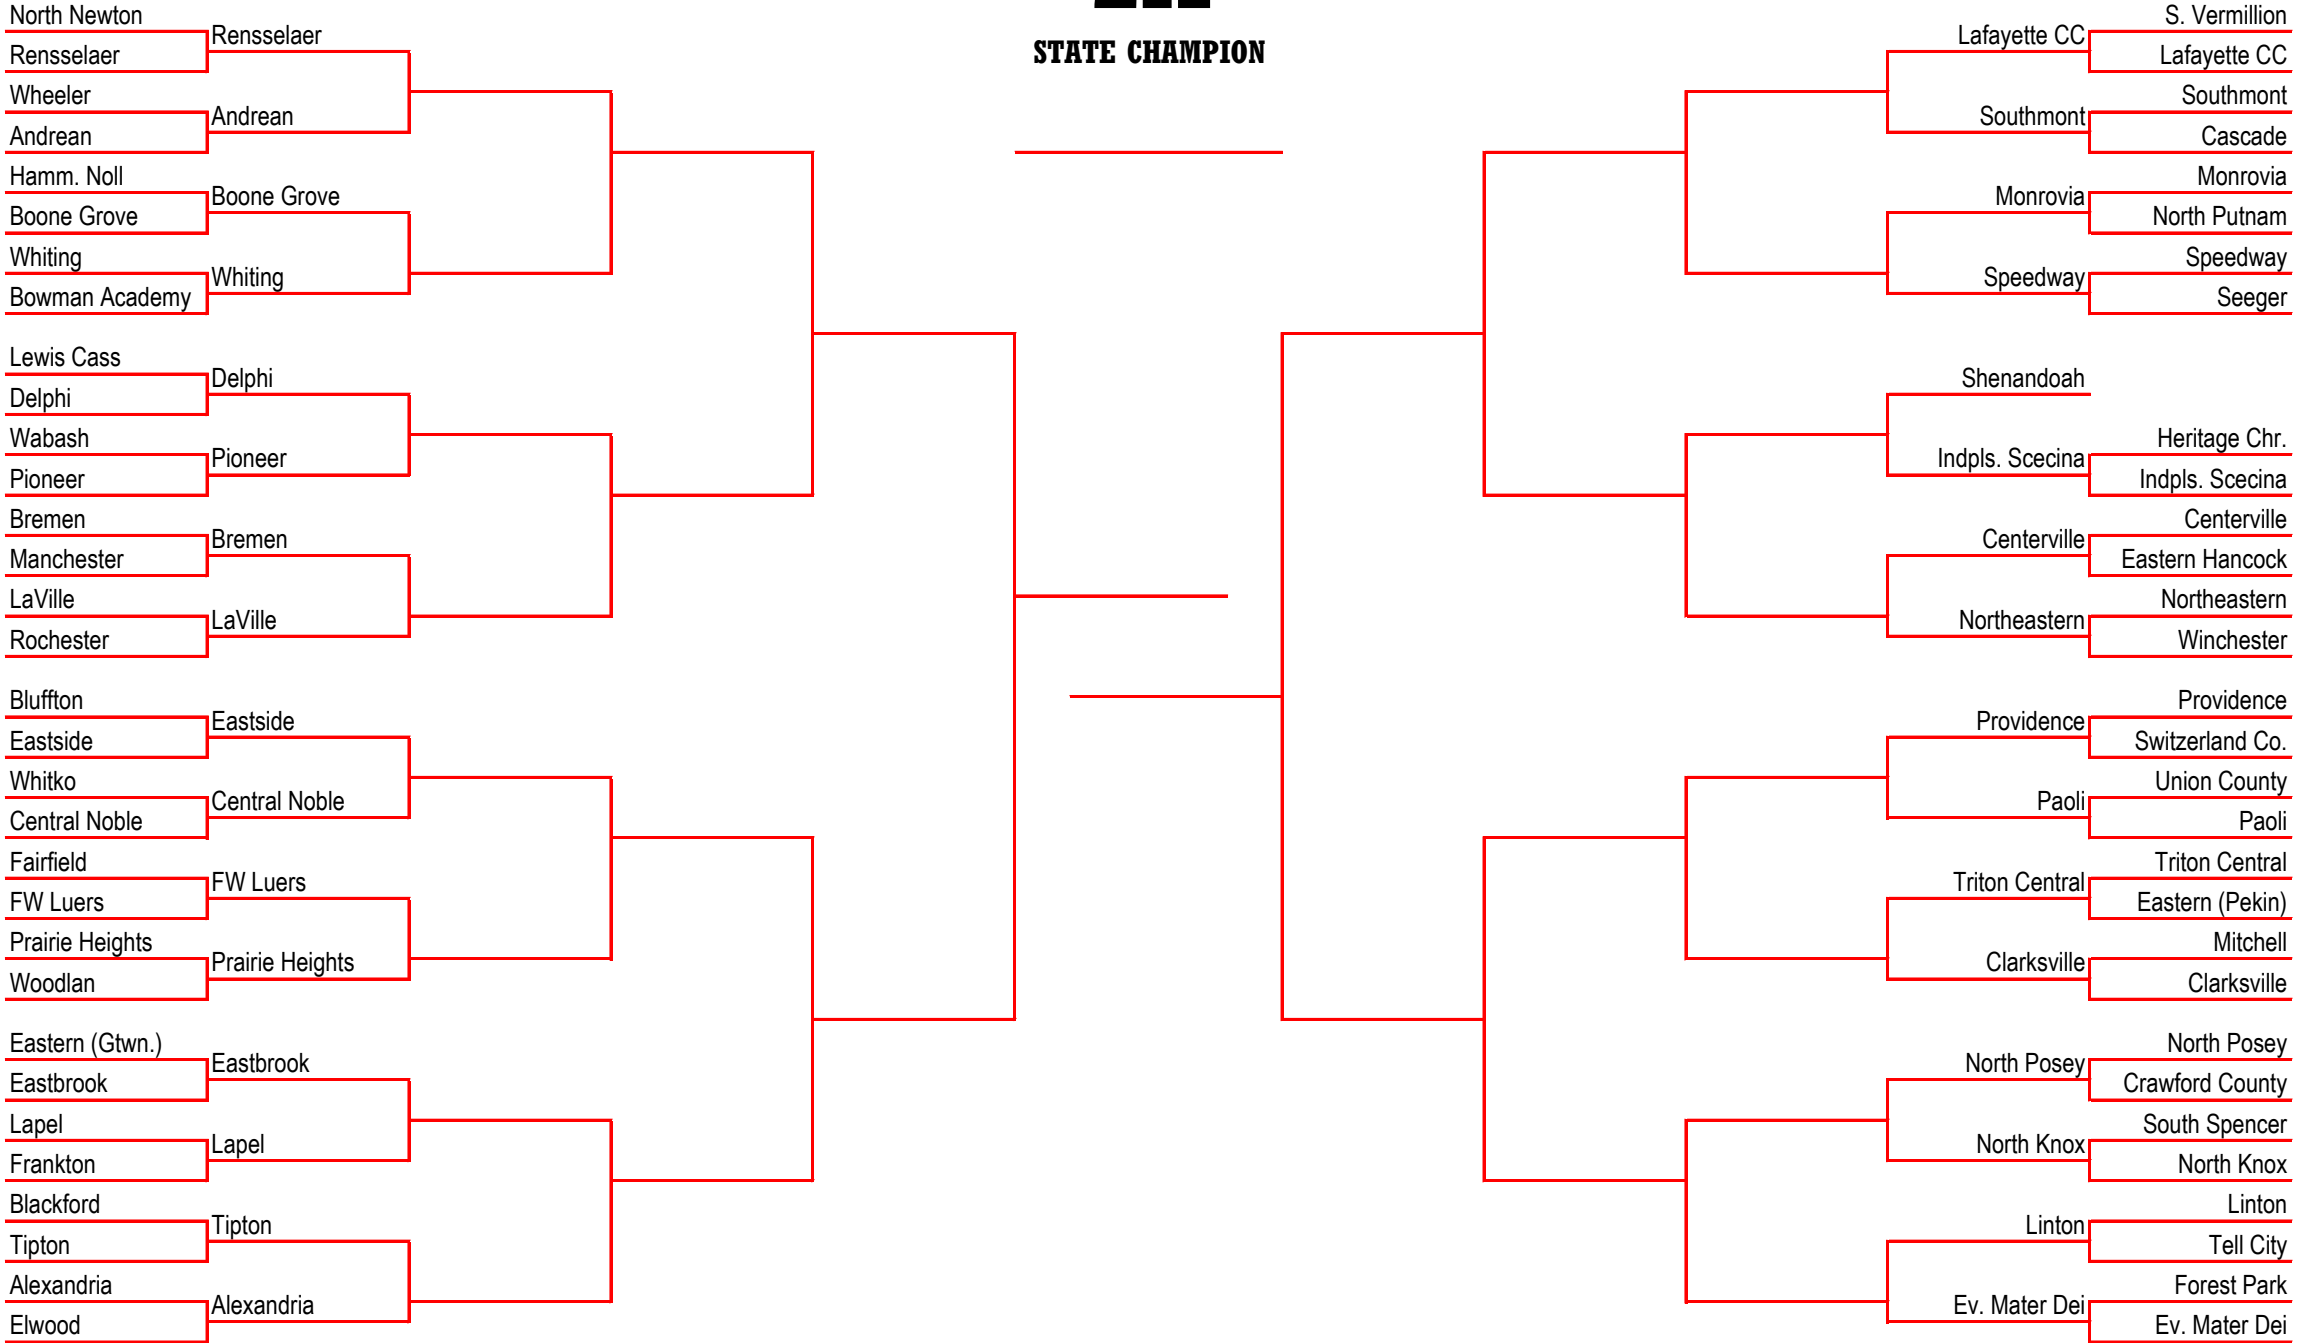 STATE CHAMPION
North Newton
Rensselaer
Rensselaer
Wheeler
Andrean
Andrean
Hamm. Noll
Boone Grove
Boone Grove
Whiting
Whiting
Bowman Academy
Lewis Cass
Delphi
Delphi
Wabash
Pioneer
Pioneer
Bremen
Bremen
Manchester
LaVille
LaVille
Rochester
Bluffton
Eastside
Eastside
Whitko
Central Noble
Central Noble
Fairfield
FW Luers
FW Luers
Prairie Heights
Prairie Heights
Woodlan
Eastern (Gtwn.)
Eastbrook
Eastbrook
Lapel
Lapel
Frankton
Blackford
Tipton
Tipton
Alexandria
Alexandria
Elwood
S. Vermillion
Lafayette CC
Lafayette CC
Southmont
Southmont
Cascade
Monrovia
Monrovia
North Putnam
Speedway
Speedway
Seeger
Shenandoah
Heritage Chr.
Indpls. Scecina
Indpls. Scecina
Centerville
Centerville
Eastern Hancock
Northeastern
Northeastern
Winchester
Providence
Providence
Switzerland Co.
Union County
Paoli
Paoli
Triton Central
Triton Central
Eastern (Pekin)
Mitchell
Clarksville
Clarksville
North Posey
North Posey
Crawford County
South Spencer
North Knox
North Knox
Linton
Linton
Tell City
Forest Park
Ev. Mater Dei
Ev. Mater Dei